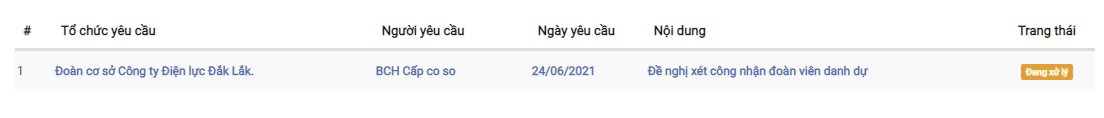 # Tổ chức yêu cầu Người yêu cầu Ngày yêu cầu Nội dung Trang thái
1 Đoàn cơ sở Công ty Điện lực Đắk Lắk. BCH Cấp co so 24/06/2021 Đề nghị xét công nhận đoàn viên danh dự Đang xử lý